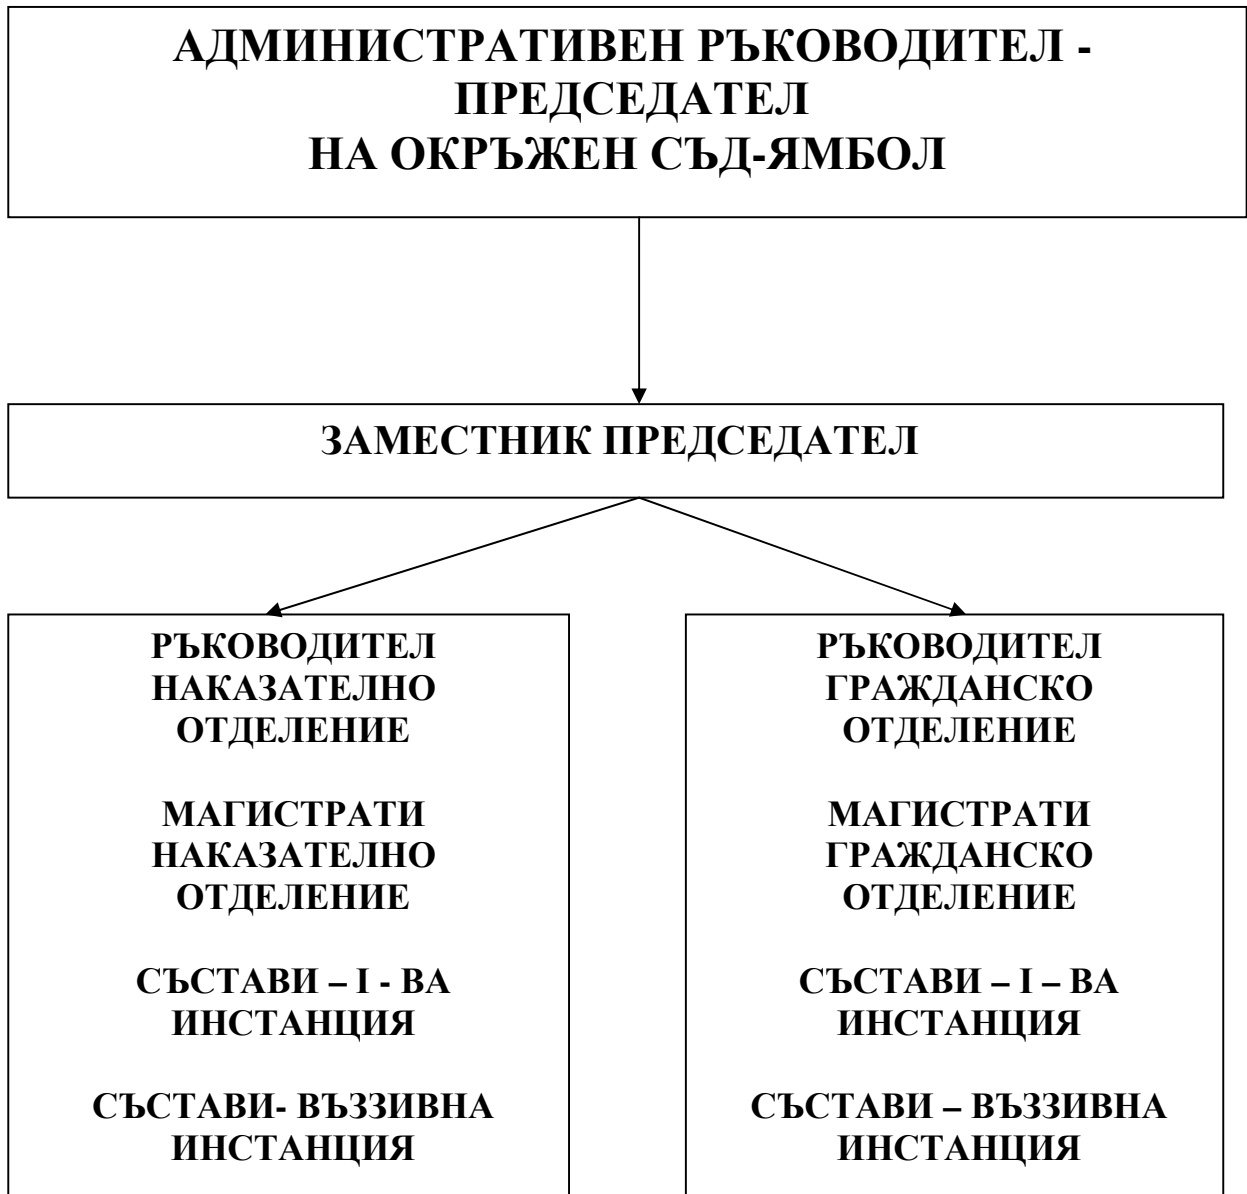 АДМИНИСТРАТИВЕН РЪКОВОДИТЕЛ -
ПРЕДСЕДАТЕЛ
НА ОКРЪЖЕН СЪД-ЯМБОЛ
ЗАМЕСТНИК ПРЕДСЕДАТЕЛ
РЪКОВОДИТЕЛ
НАКАЗАТЕЛНО
ОТДЕЛЕНИЕ
МАГИСТРАТИ
НАКАЗАТЕЛНО
ОТДЕЛЕНИЕ
СЪСТАВИ – I - ВА
ИНСТАНЦИЯ
СЪСТАВИ- ВЪЗЗИВНА
ИНСТАНЦИЯ
РЪКОВОДИТЕЛ
ГРАЖДАНСКО
ОТДЕЛЕНИЕ
МАГИСТРАТИ
ГРАЖДАНСКО
ОТДЕЛЕНИЕ
СЪСТАВИ – I – ВА
ИНСТАНЦИЯ
СЪСТАВИ – ВЪЗЗИВНА
ИНСТАНЦИЯ